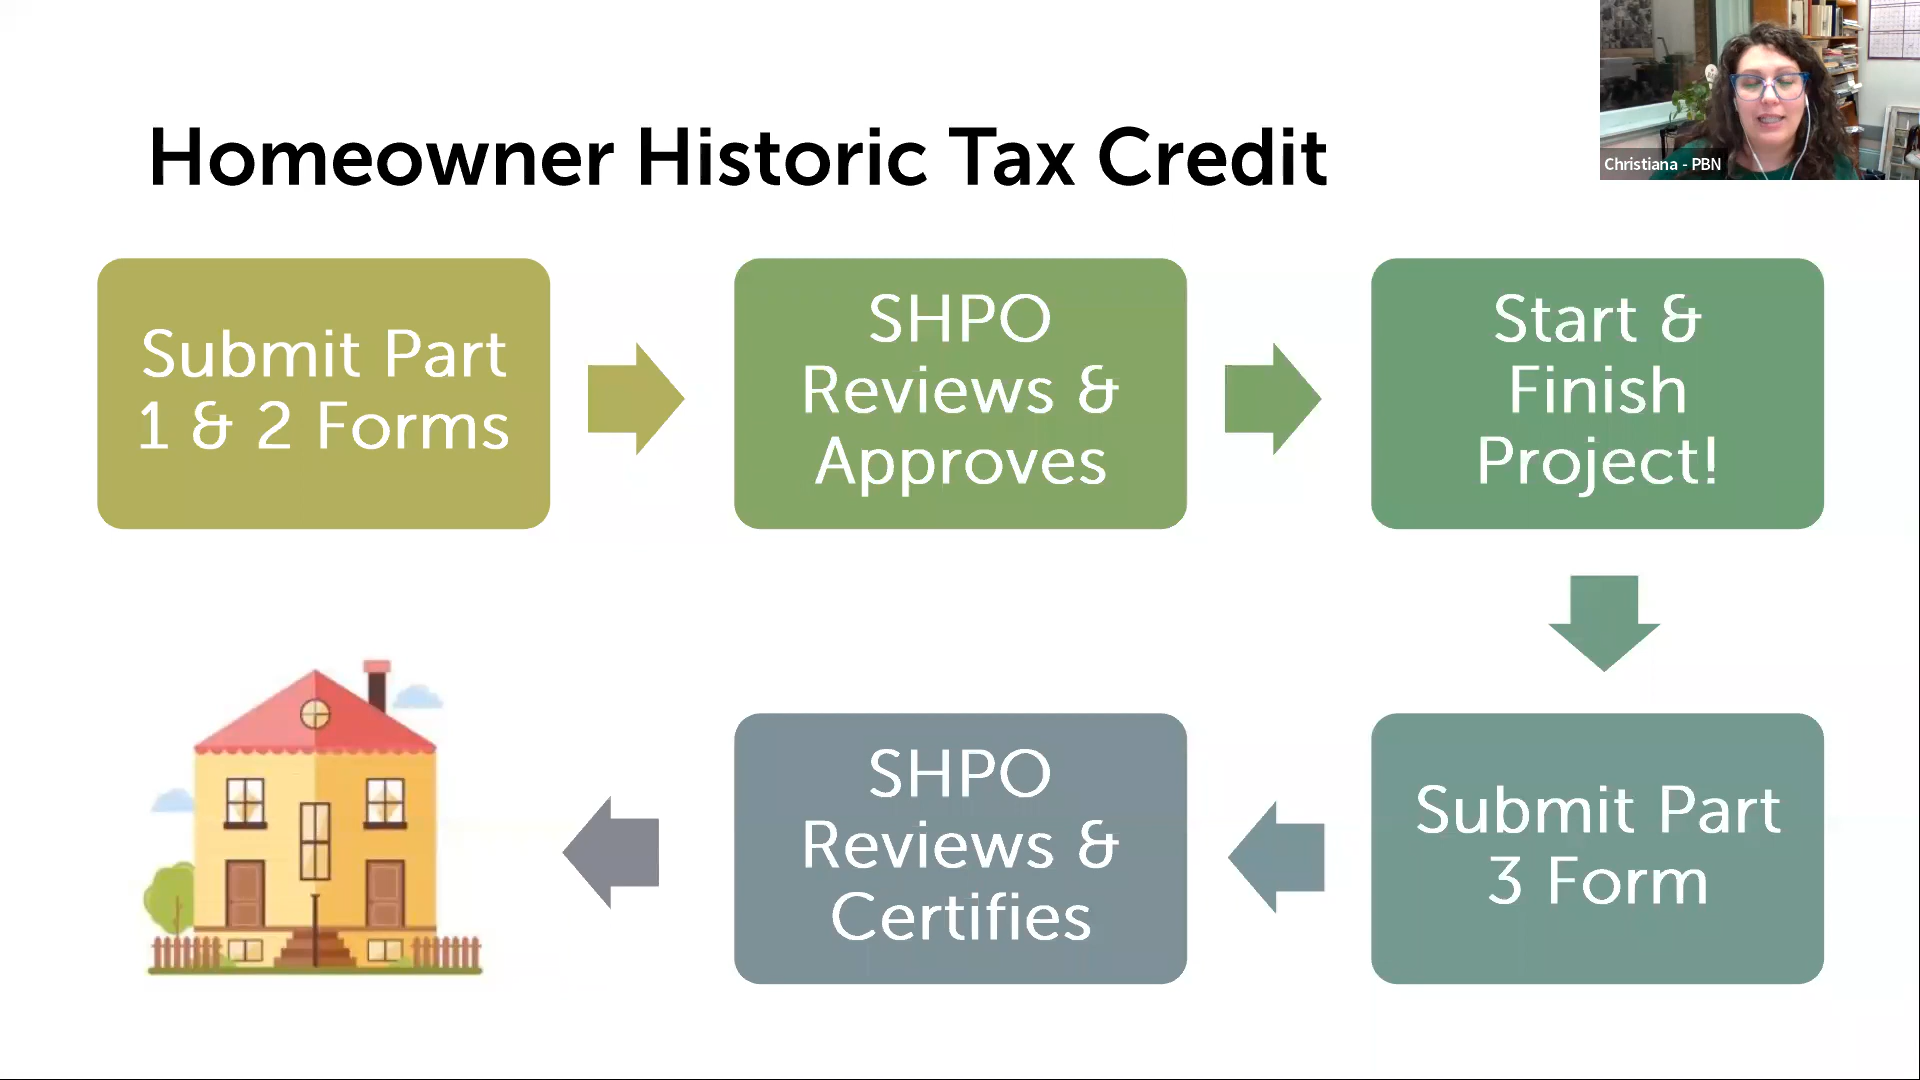 Homeowner Historic Tax Credit
Christiana - PBN
Submit Part
1 & 2 Forms
SHPO
Reviews &
Approves
Start &
Finish
Project!
Submit Part
3 Form
SHPO
Reviews &
Certifies